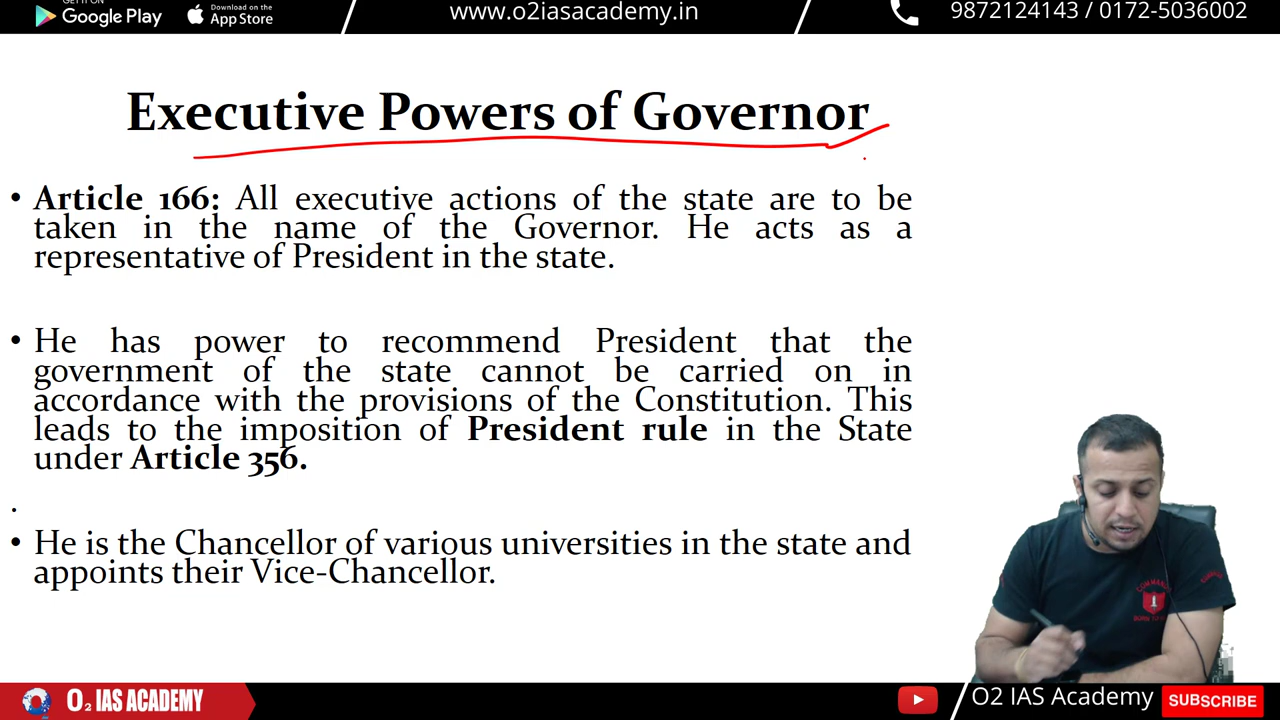 GET IT ON
Google Play
Download on the
App Store
www.o2iasacademy.in
9872124143 / 0172-5036002
Executive Powers of Governor
• Article 166: All executive actions of the state are to be
taken in the name of the Governor. He acts as a
representative of President in the state.
• He has power to recommend President that the
government of the state cannot be carried on in
accordance with the provisions of the Constitution. This
leads to the imposition of President rule in the State
under Article 356.
.
• He is the Chancellor of various universities in the state and
appoints their Vice-Chancellor.
O2 IAS ACADEMY
O2 IAS Academy
SUBSCRIBE